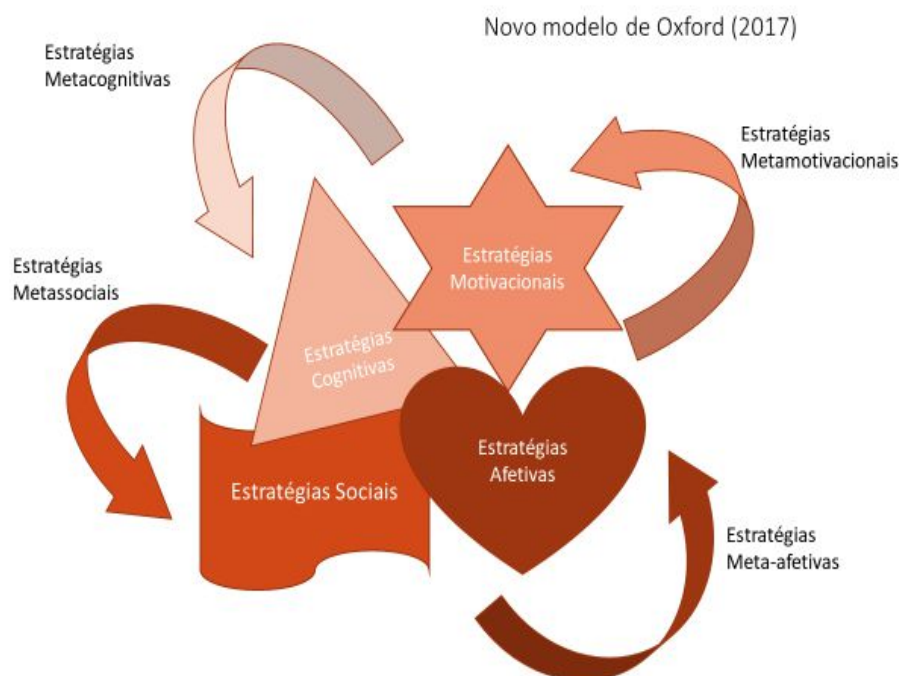 Novo modelo de Oxford (2017)
Estratégias
Metacognitivas
Estratégias
Metamotivacionais
Estratégias
Motivacionais
Estratégias
Metassociais
Estratégias
Cognitivas
Estratégias
Afetivas
Estratégias Sociais
Estratégias
Meta-afetivas